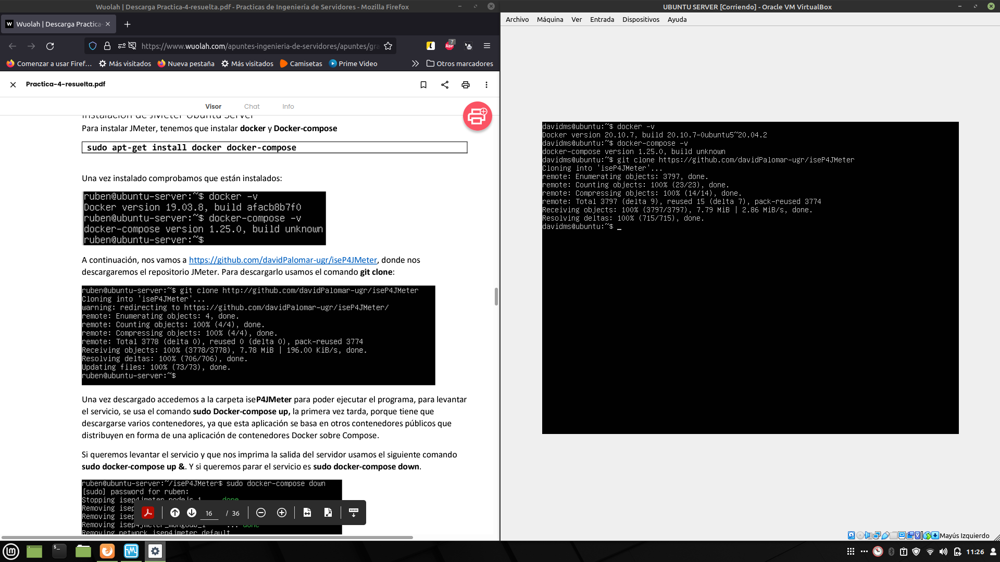 Wuolah | Descarga Practica-4-resuelta.pdf - Practicas de Ingeniería de Servidores - Mozilla Firefox
W Wuolah | Descarga Practica-
https://www.wuolah.com/apuntes-ingenieria-de-servidores/apuntes/gra
L
ABP
7
Comenzar a usar Firef...
Más visitados
Nueva pestaña
Más visitados
Camisetas
Prime Video
Otros marcadores
Practica-4-resuelta.pdf
Visor
Chat
Info
Instalación de JMeter Ubuntu Server
Para instalar JMeter, tenemos que instalar docker y Docker-compose
sudo apt-get install docker docker-compose
Una vez instalado comprobamos que están instalados:
ruben@ubuntu-server:~$ docker -v
Docker version 19.03.8, build afacb8b7f0
ruben@ubuntu-server:~$ docker-compose -v
docker-compose version 1.25.0, build unknown
ruben@ubuntu-server:~$
A continuación, nos vamos a https://github.com/davidPalomar-ugr/iseP4JMeter, donde nos
descargaremos el repositorio JMeter. Para descargarlo usamos el comando git clone:
ruben@ubuntu-server:~$ git clone http://github.com/davidPalomar-ugr/iseP4JMeter
Cloning into 'iseP4JMeter'...
warning: redirecting to https://github.com/davidPalomar-ugr/iseP4JMeter/
remote: Enumerating objects: 4, done.
remote: Counting objects: 100% (4/4), done.
remote: Compressing objects: 100% (4/4), done.
remote: Total 3778 (delta 0), reused 0 (delta 0), pack-reused 3774
Receiving objects: 100% (3778/3778), 7.78 MiB | 196.00 KiB/s, done.
Resolving deltas: 100% (706/706), done.
Updating files: 100% (73/73), done.
ruben@ubuntu-server:~$
Una vez descargado accedemos a la carpeta iseP4JMeter para poder ejecutar el programa, para levantar
el servicio, se usa el comando sudo Docker-compose up, la primera vez tarda, porque tiene que
descargarse varios contenedores, ya que esta aplicación se basa en otros contenedores públicos que
distribuyen en forma de una aplicación de contenedores Docker sobre Compose.
Si queremos levantar el servicio y que nos imprima la salida del servidor usamos el siguiente comando
sudo docker-compose up &. Y si queremos parar el servicio es sudo docker-compose down.
ruben@ubuntu-server:~/iseP4JMeter$ sudo docker-compose down
[sudo] password for ruben:
Stopping isep4jmeter_nodejs_1 ... done
Removing isep
Removing isep
Removing isep4jmeter_mongodb_1 ... done
Removing network isep4jmeter_default
16 / 36
UBUNTU SERVER [Corriendo] - Oracle VM VirtualBox
Archivo Máquina Ver Entrada Dispositivos Ayuda
davidms@ubuntu:~$ docker -v
Docker version 20.10.7, build 20.10.7-0ubuntu5~20.04.2
davidms@ubuntu:~$ docker-compose -v
docker-compose version 1.25.0, build unknown
davidms@ubuntu:~$ git clone https://github.com/davidPalomar-ugr/iseP4JMeter
Cloning into 'iseP4JMeter'...
remote: Enumerating objects: 3797, done.
remote: Counting objects: 100% (23/23), done.
remote: Compressing objects: 100% (14/14), done.
remote: Total 3797 (delta 9), reused 15 (delta 7), pack-reused 3774
Receiving objects: 100% (3797/3797), 7.79 MiB | 2.86 MiB/s, done.
Resolving deltas: 100% (715/715), done.
davidms@ubuntu:~$ _
Mayús Izquierdo
11:26